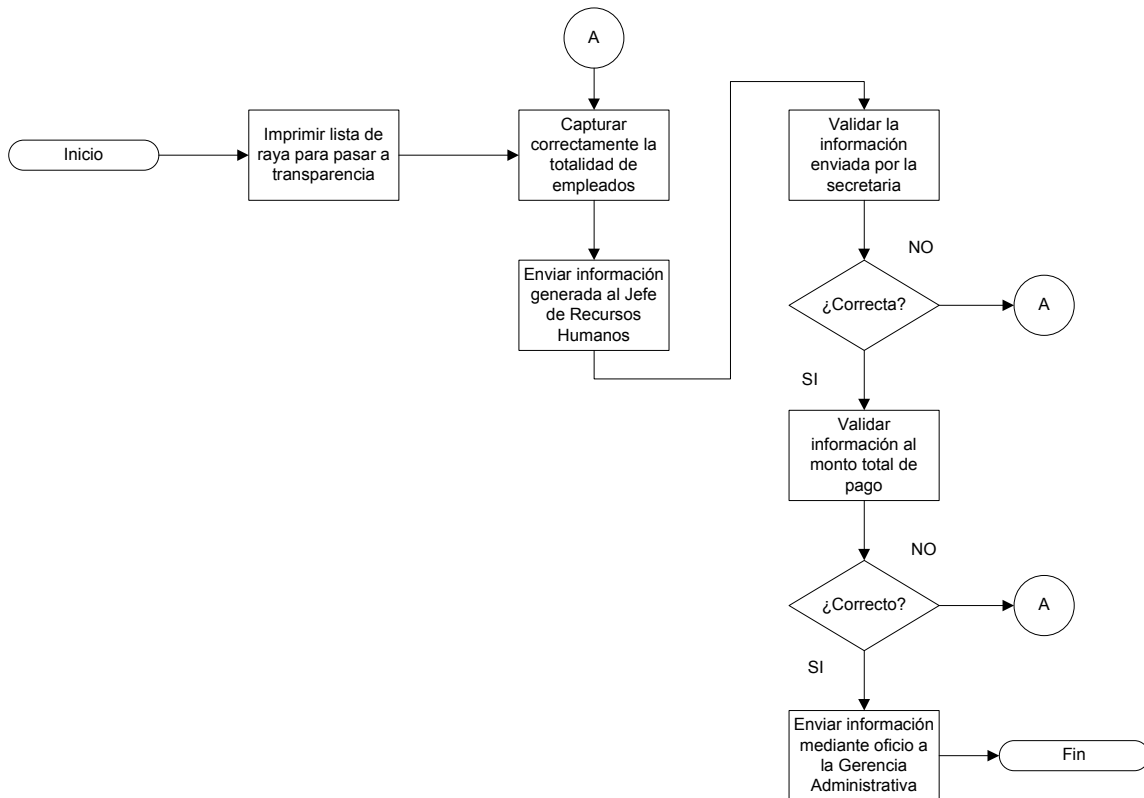 A
Inicio
Imprimir lista de
raya para pasar a
transparencia
Capturar
correctamente la
totalidad de
empleados
Enviar información
generada al Jefe
de Recursos
Humanos
Validar la
información
enviada por la
secretaria
NO
¿Correcta?
A
SI
Validar
información al
monto total de
pago
NO
¿Correcto?
A
SI
Enviar información
mediante oficio a
la Gerencia
Administrativa
Fin